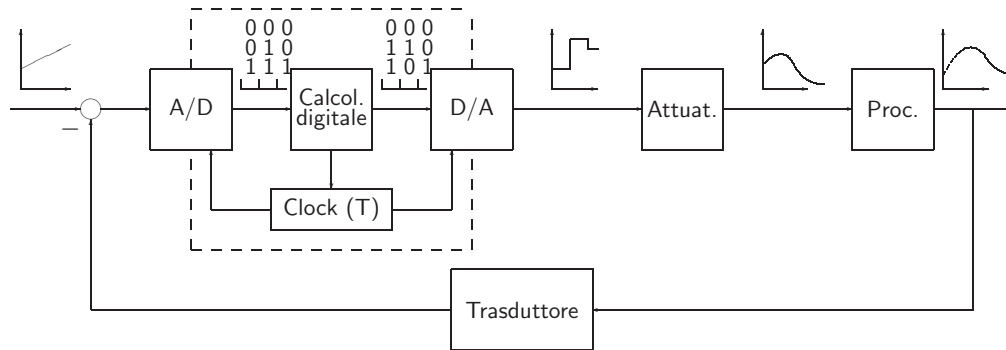 0 0 0
0 1 0
1 1 1
0 0 0
1 1 0
1 0 1
A/D
Calcol.
digitale
D/A
Attuat.
Proc.
−
Clock (T)
Trasduttore